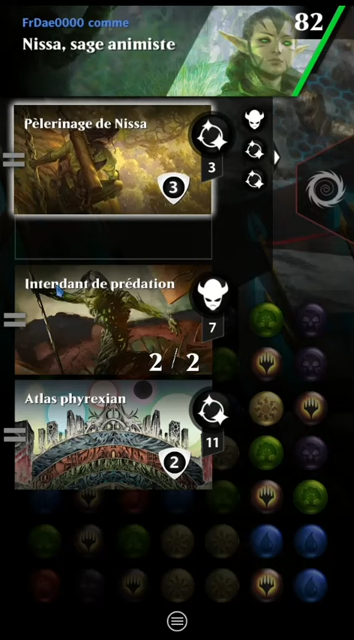 FrDae0000 comme
82
Nissa, sage animiste
Pèlerinage de Nissa
3
3
Intendant de prédation
7
2 / 2
Atlas phyrexian
11
2